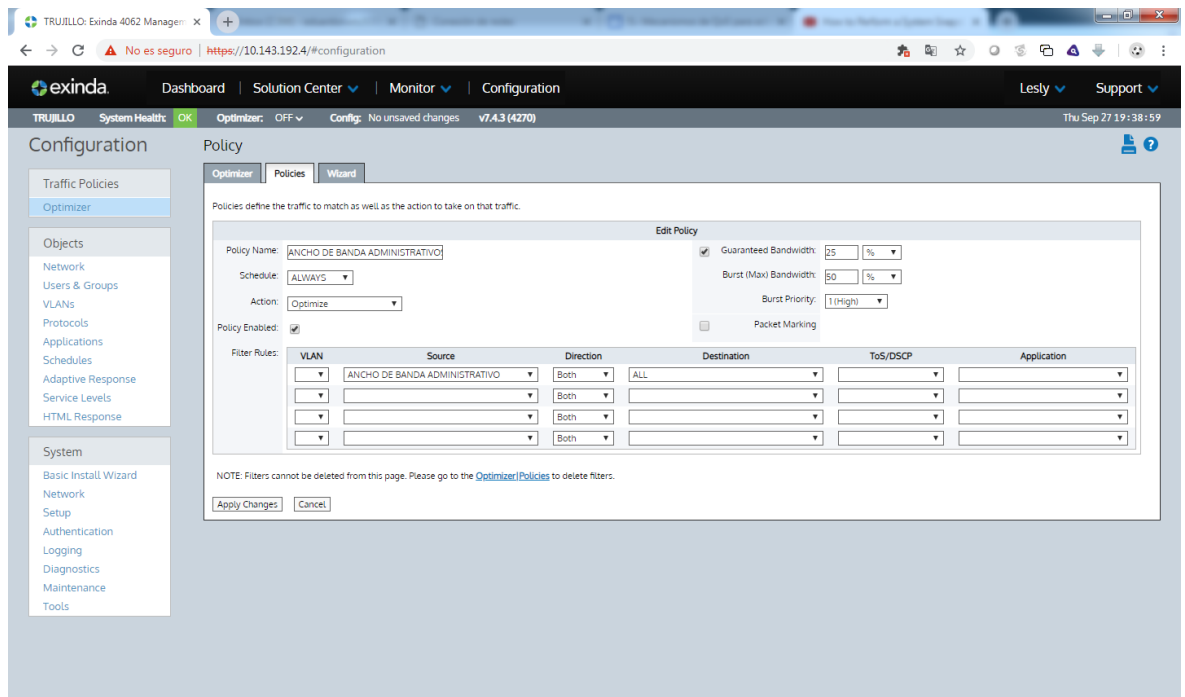 TRUJILLO: Exinda 4062 Managem
No es seguro | https://10.143.192.4/#configuration
exinda
Dashboard | Solution Center | Monitor | Configuration
Lesly
Support
TRUJILLO System Health: OK Optimizer: OFF Config: No unsaved changes v7.4.3 (4270)
Thu Sep 27 19:38:59
Configuration
Traffic Policies
Optimizer
Objects
Network
Users & Groups
VLANs
Protocols
Applications
Schedules
Adaptive Response
Service Levels
HTML Response
System
Basic Install Wizard
Network
Setup
Authentication
Logging
Diagnostics
Maintenance
Tools
Policy
Optimizer Policies Wizard
Policies define the traffic to match as well as the action to take on that traffic.
Edit Policy
Policy Name: ANCHO DE BANDA ADMINISTRATIVO
Schedule: ALWAYS
Action: Optimize
Policy Enabled:
Guaranteed Bandwidth: 25 %
Burst (Max) Bandwidth: 50 %
Burst Priority: 1 (High)
Packet Marking
Filter Rules:
VLAN Source Direction Destination ToS/DSCP Application
ANCHO DE BANDA ADMINISTRATIVO Both ALL
Both
Both
Both
NOTE: Filters cannot be deleted from this page. Please go to the Optimizer|Policies to delete filters.
Apply Changes Cancel